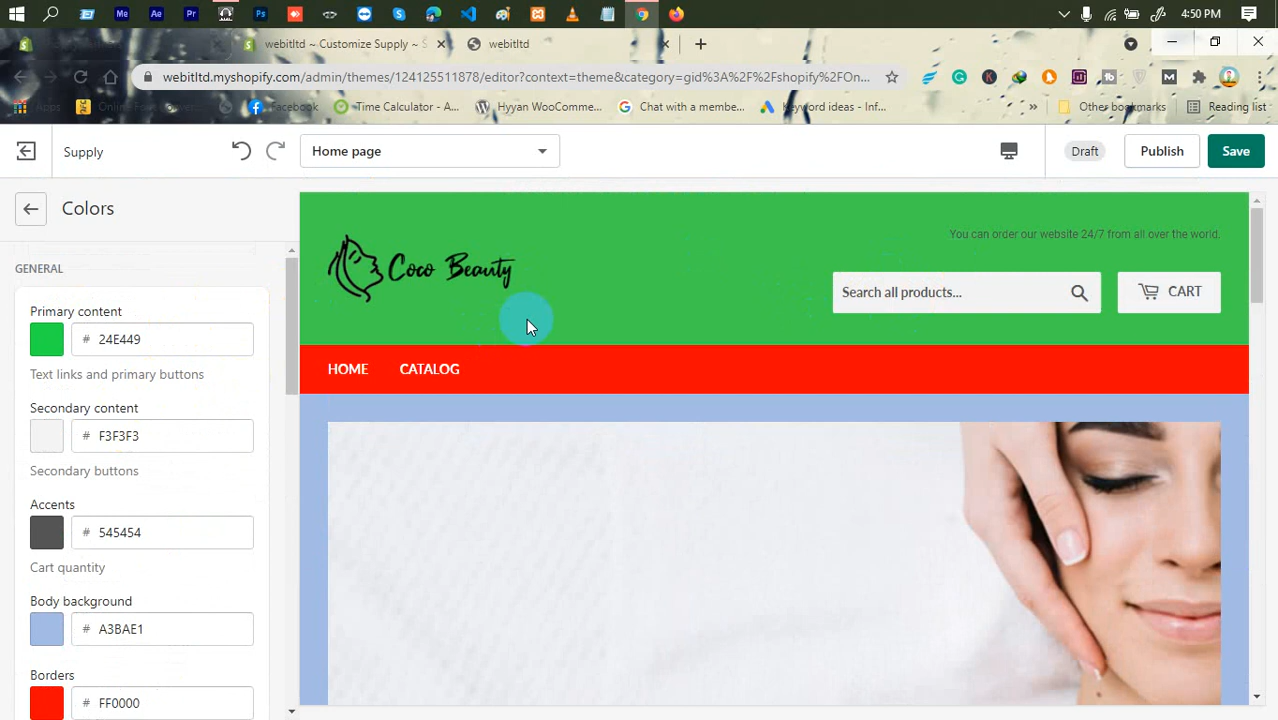 4:50 PM
webitltd ~ Customize Supply ~ S
webitltd
webitltd.myshopify.com/admin/themes/124125511878/editor?context=theme&category=gid%3A%2F%2Fshopify%2FOn...
Apps
Facebook
Time Calculator - A...
Hyyan WooComme...
Chat with a membe...
Keyword ideas - Inf...
Other bookmarks
Reading list
Supply
Home page
Draft
Publish
Save
Colors
GENERAL
Primary content
# 24E449
Text links and primary buttons
Secondary content
# F3F3F3
Secondary buttons
Accents
# 545454
Cart quantity
Body background
# A3BAE1
Borders
# FF0000
Coco Beauty
You can order our website 24/7 from all over the world.
Search all products...
CART
HOME
CATALOG